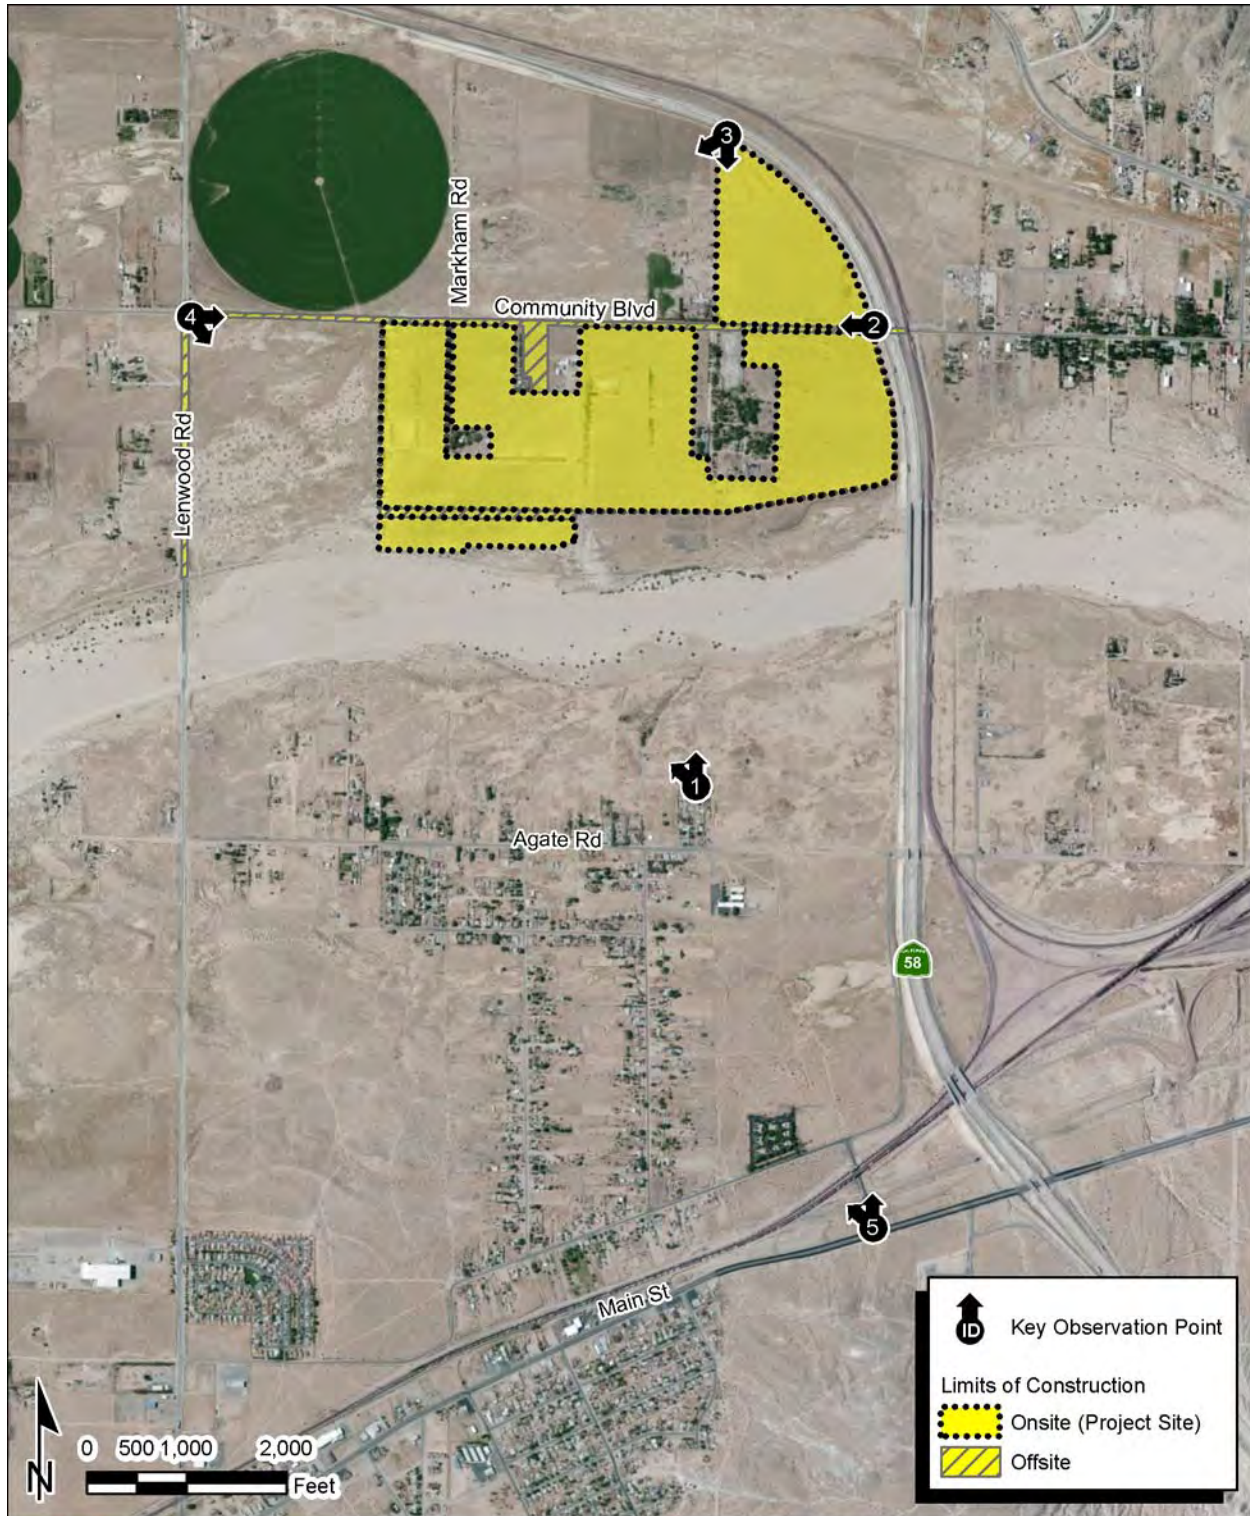 3
Markham Rd
4
Community Blvd
2
Lenwood Rd
1
Agate Rd
58
5
Main St
ID Key Observation Point
Limits of Construction
Onsite (Project Site)
Offsite
0 500 1,000 2,000
Feet
N